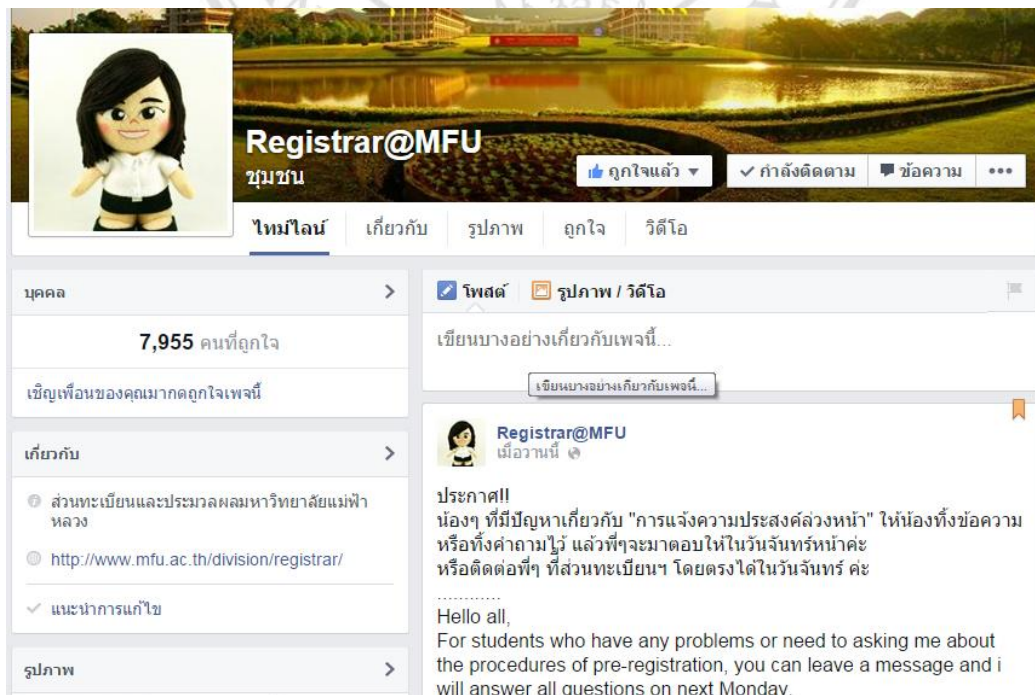 Registrar@MFU
ชุมชน
ถูกใจแล้ว
กำลังติดตาม
ข้อความ
ไทม์ไลน์
เกี่ยวกับ
รูปภาพ
ถูกใจ
วิดีโอ
บุคคล
7,955 คนที่ถูกใจ
เชิญเพื่อนของคุณมากดถูกใจเพจนี้
เกี่ยวกับ
ส่วนทะเบียนและประมวลผลมหาวิทยาลัยแม่ฟ้า
หลวง
http://www.mfu.ac.th/division/registrar/
แนะนำการแก้ไข
รูปภาพ
โพสต์
รูปภาพ / วิดีโอ
เขียนบางอย่างเกี่ยวกับเพจนี้...
เขียนบางอย่างเกี่ยวกับเพจนี้...
Registrar@MFU
เมื่อวานนี้
ประกาศ!!
น้องๆ ที่มีปัญหาเกี่ยวกับ "การแจ้งความประสงค์ล่วงหน้า" ให้น้องทิ้งข้อความ
หรือทิ้งคำถามไว้ แล้วพี่ๆจะมาตอบให้ในวันจันทร์หน้าค่ะ
หรือติดต่อพี่ๆ ที่ส่วนทะเบียนฯ โดยตรงได้ในวันจันทร์ ค่ะ
............
Hello all,
For students who have any problems or need to asking me about
the procedures of pre-registration, you can leave a message and i
will answer all questions on next Monday.